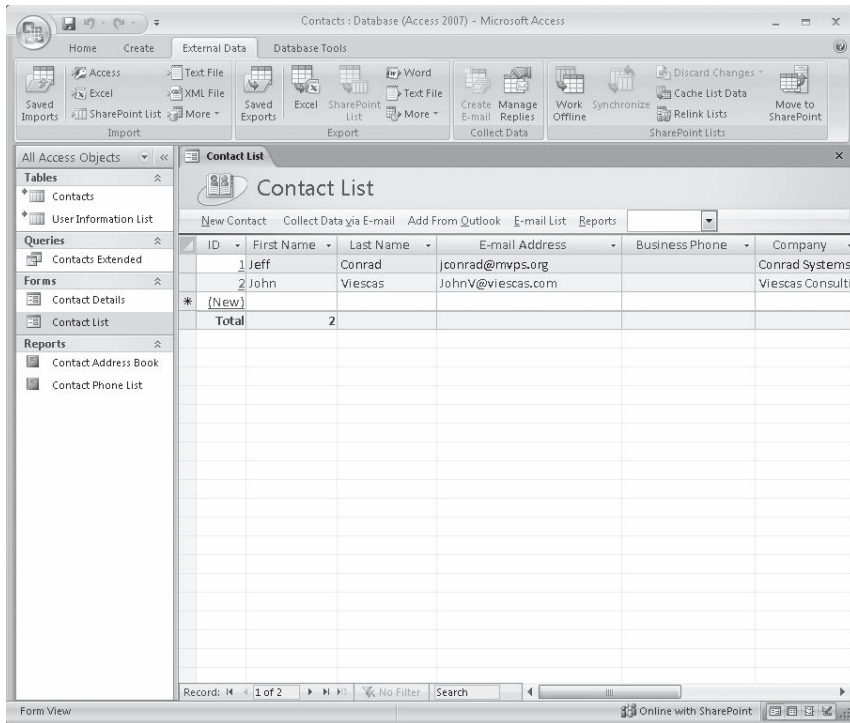 Contacts : Database (Access 2007) - Microsoft Access
Home Create External Data Database Tools
Saved Imports
Access
Excel
SharePoint List
Text File
XML File
More
Import
Saved Exports
Excel
SharePoint List
Word
Text File
More
Export
Create E-mail
Manage Replies
Collect Data
Work Offline
Synchronize
Discard Changes
Cache List Data
Relink Lists
Move to SharePoint
SharePoint Lists
All Access Objects
Tables
Contacts
User Information List
Queries
Contacts Extended
Forms
Contact Details
Contact List
Reports
Contact Address Book
Contact Phone List
Contact List
Contact List
New Contact Collect Data via E-mail Add From Outlook E-mail List Reports
ID First Name Last Name E-mail Address Business Phone Company
1 Jeff Conrad jconrad@mvps.org Conrad Systems
2 John Viescas JohnV@viescas.com Viescas Consulti
* (New)
Total 2
Record: 1 of 2 No Filter Search
Form View Online with SharePoint